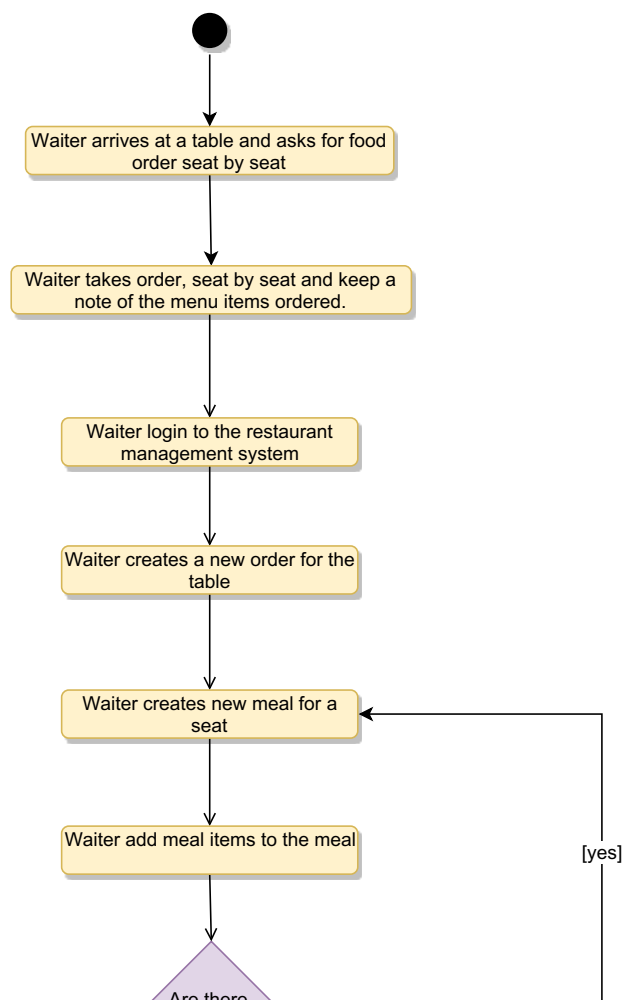 Waiter arrives at a table and asks for food
order seat by seat
Waiter takes order, seat by seat and keep a
note of the menu items ordered.
Waiter login to the restaurant
management system
Waiter creates a new order for the
table
Waiter creates new meal for a
seat
Waiter add meal items to the meal
[yes]
Are there